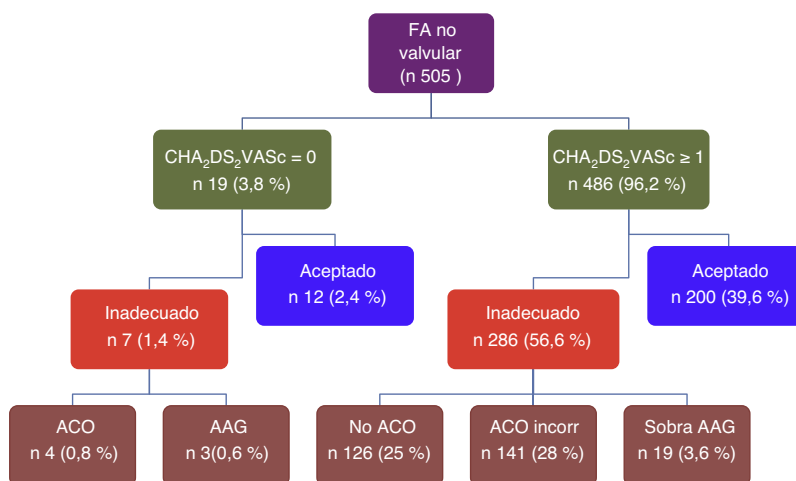 FA no
valvular
(n 505 )
CHA₂DS₂VASc = 0
n 19 (3,8 %)
CHA₂DS₂VASc ≥ 1
n 486 (96,2 %)
Aceptado
n 12 (2,4 %)
Aceptado
n 200 (39,6 %)
Inadecuado
n 7 (1,4 %)
Inadecuado
n 286 (56,6 %)
ACO
n 4 (0,8 %)
AAG
n 3(0,6 %)
No ACO
n 126 (25 %)
ACO incorr
n 141 (28 %)
Sobra AAG
n 19 (3,6 %)